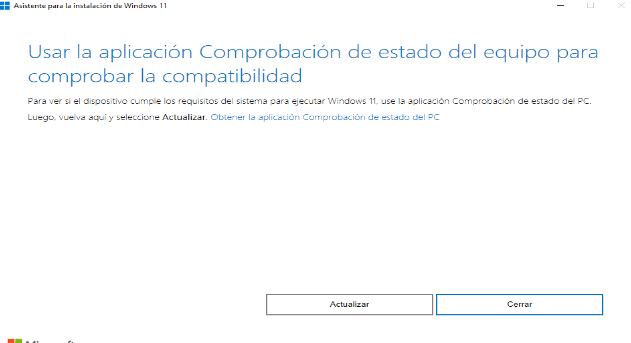 Asistente para la instalación de Windows 11
Usar la aplicación Comprobación de estado del equipo para
comprobar la compatibilidad
Para ver si el dispositivo cumple los requisitos del sistema para ejecutar Windows 11, use la aplicación Comprobación de estado del PC.
Luego, vuelva aquí y seleccione Actualizar. Obtener la aplicación Comprobación de estado del PC
Actualizar
Cerrar
Microsoft